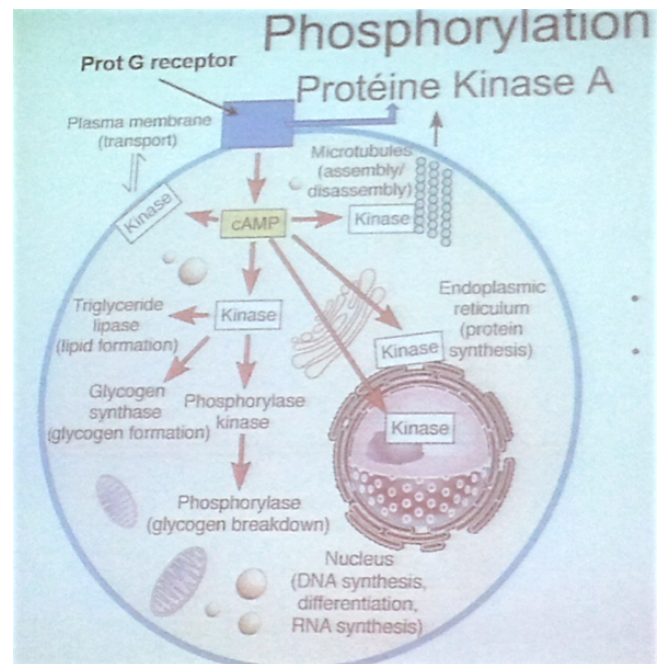 Phosphorylation
Prot G receptor
Protéine Kinase A
Plasma membrane
(transport)
Microtubules
(assembly/
disassembly)
Kinase
cAMP
Kinase
Triglyceride
lipase
(lipid formation)
Kinase
Endoplasmic
reticulum
(protein
synthesis)
Kinase
Glycogen
synthase
(glycogen formation)
Phosphorylase
kinase
Kinase
Phosphorylase
(glycogen breakdown)
Nucleus
(DNA synthesis,
differentiation,
RNA synthesis)